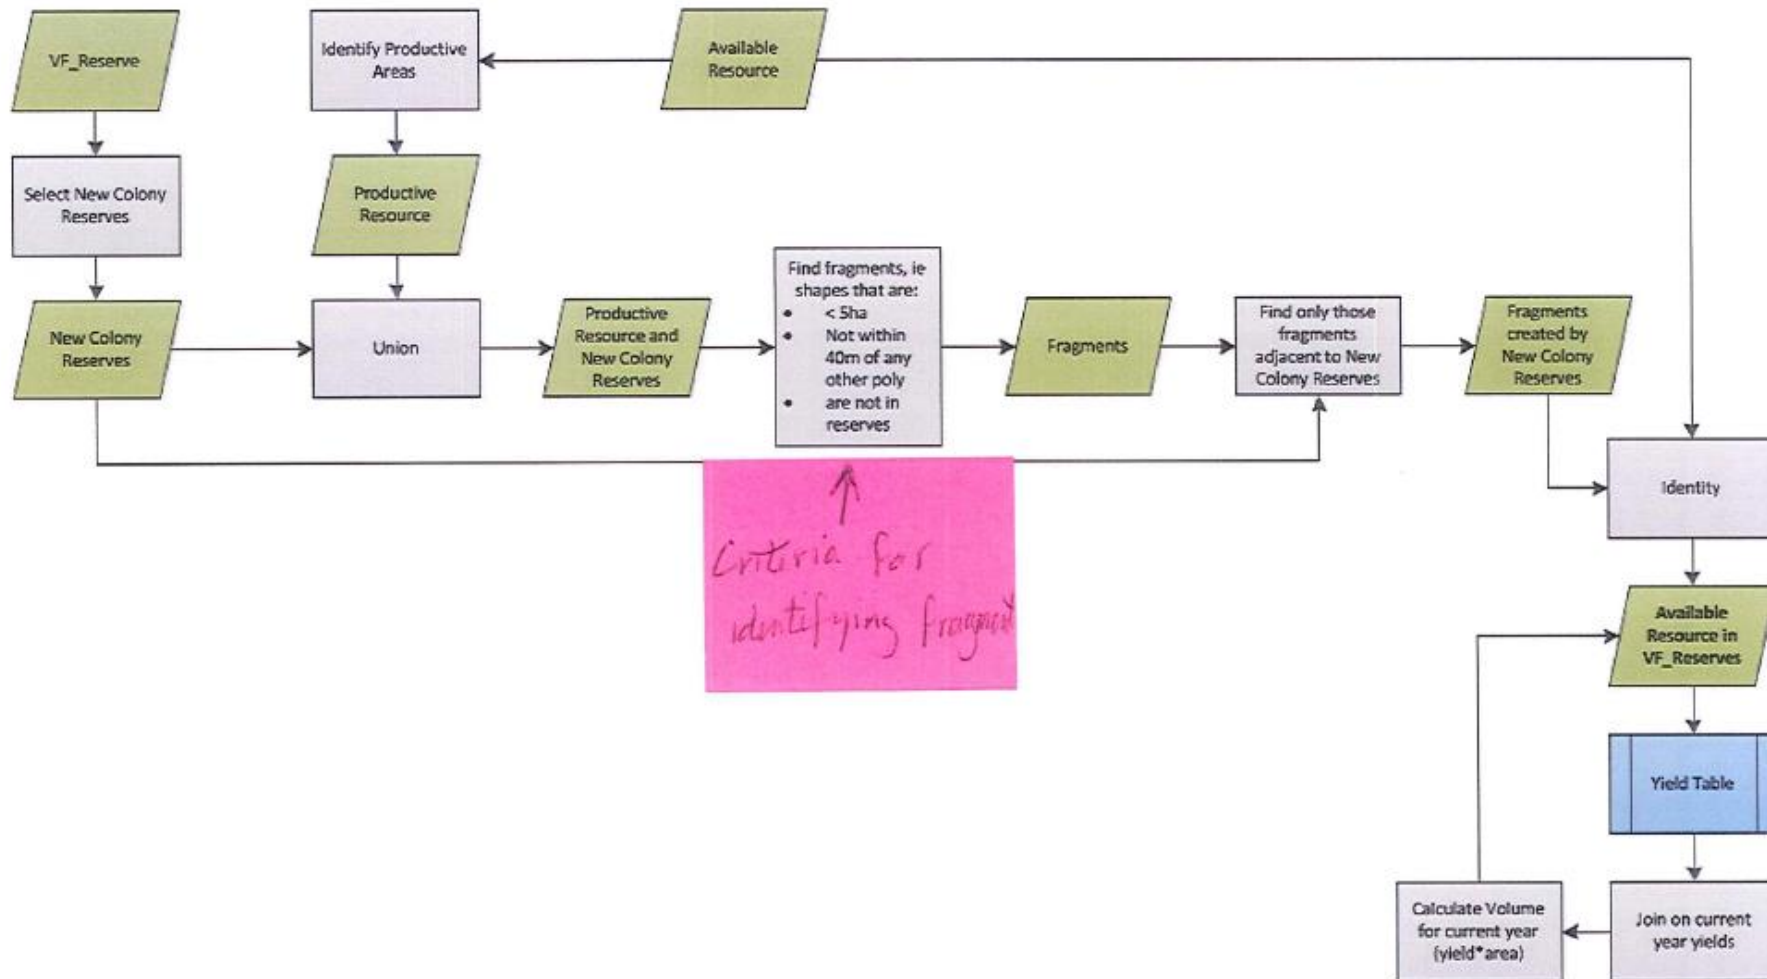 VF_Reserve
Identify Productive
Areas
Available
Resource
Select New Colony
Reserves
Productive
Resource
New Colony
Reserves
Union
Productive
Resource and
New Colony
Reserves
Find fragments, ie
shapes that are:
• < 5ha
• Not within
40m of any
other poly
• are not in
reserves
Fragments
Find only those
fragments
adjacent to New
Colony Reserves
Fragments
created by
New Colony
Reserves
Identity
Criteria for
identifying fragment
Available
Resource in
VF_Reserves
Yield Table
Calculate Volume
for current year
(yield*area)
Join on current
year yields